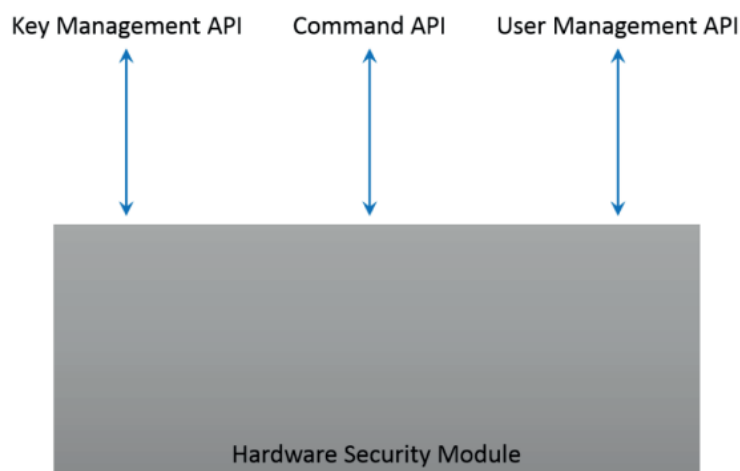 Key Management API Command API User Management API
Hardware Security Module